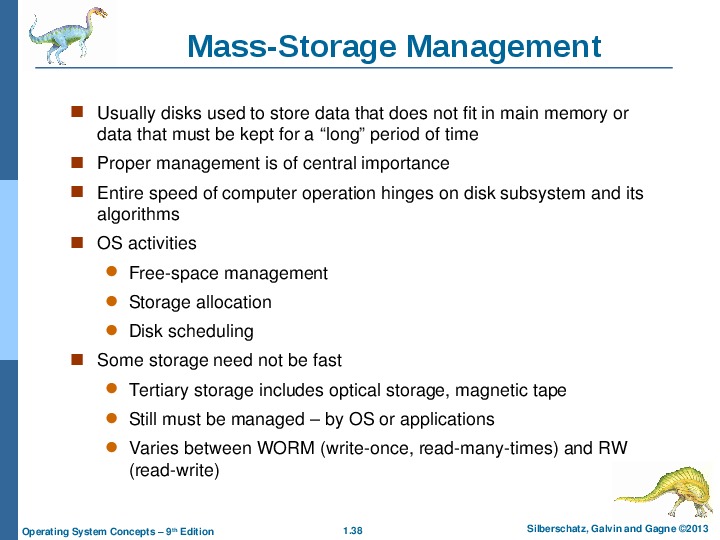 Mass-Storage Management
Usually disks used to store data that does not fit in main memory or
data that must be kept for a “long” period of time
Proper management is of central importance
Entire speed of computer operation hinges on disk subsystem and its
algorithms
OS activities
Free-space management
Storage allocation
Disk scheduling
Some storage need not be fast
Tertiary storage includes optical storage, magnetic tape
Still must be managed – by OS or applications
Varies between WORM (write-once, read-many-times) and RW
(read-write)
Operating System Concepts – 9th Edition
1.38
Silberschatz, Galvin and Gagne ©2013